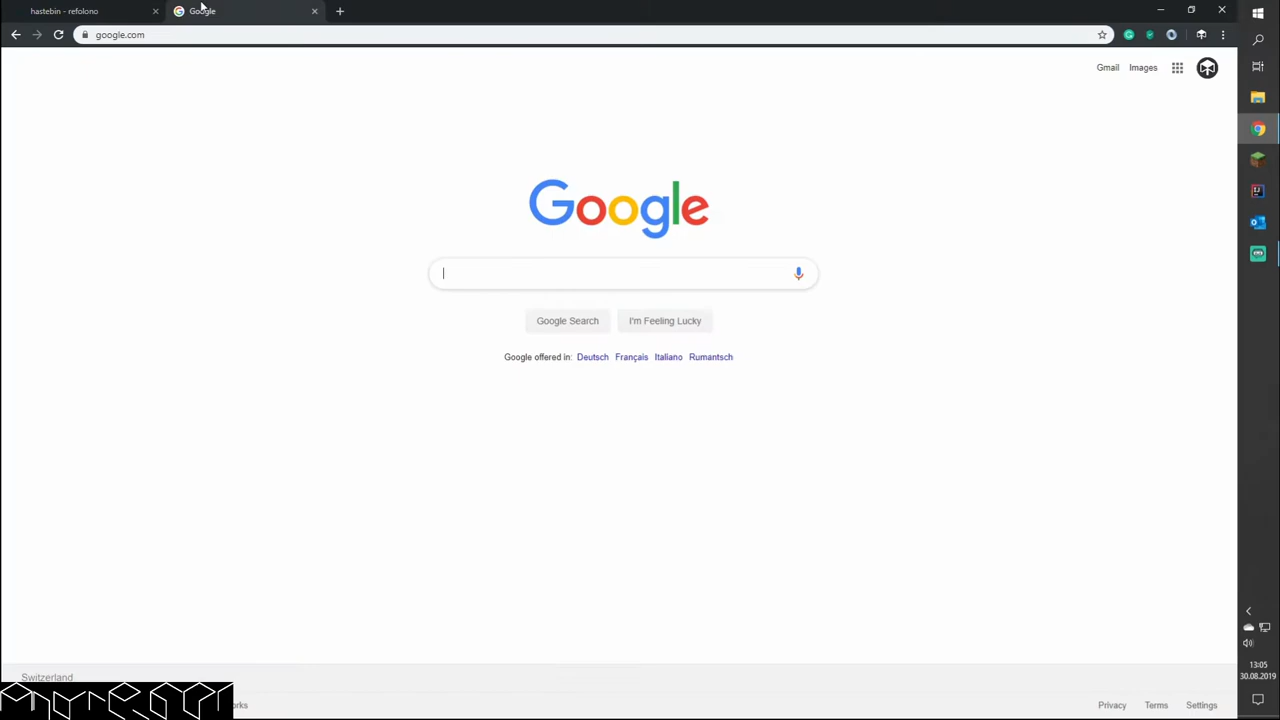 hastebin - refolono
Google
google.com
Gmail Images
Google
Google Search I'm Feeling Lucky
Google offered in: Deutsch Français Italiano Rumantsch
Switzerland
Privacy Terms Settings
13:05
30.08.2019